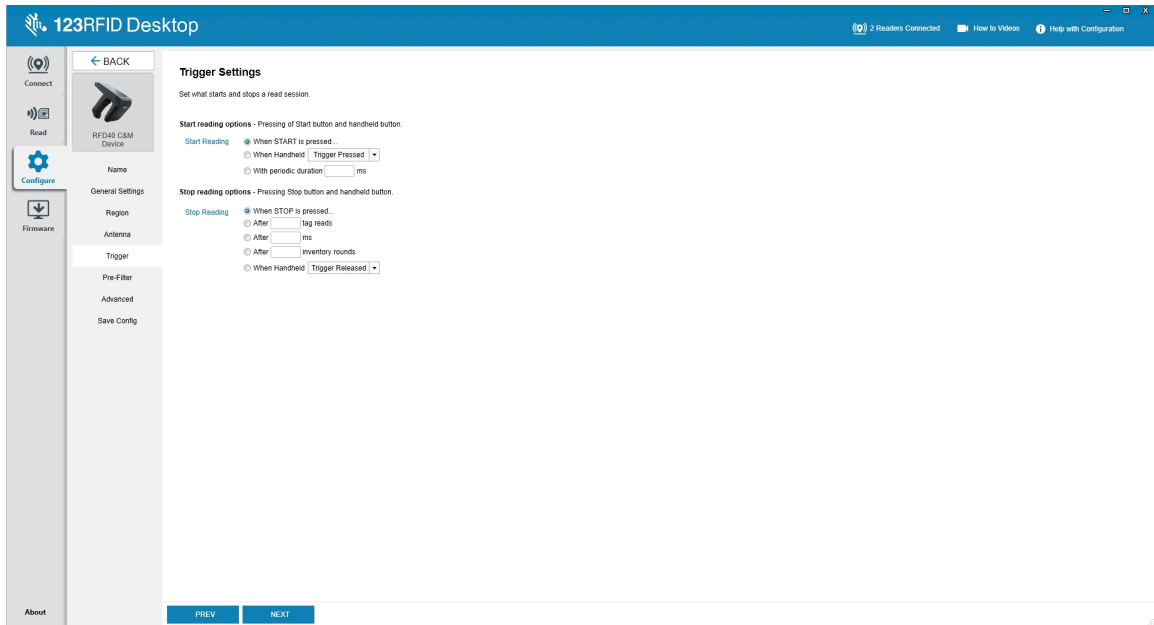 123RFID Desktop
2 Readers Connected
How to Videos
Help with Configuration
Connect
Read
Configure
Firmware
About
BACK
RFD40 C&M
Device
Name
General Settings
Region
Antenna
Trigger
Pre-Filter
Advanced
Save Config
Trigger Settings
Set what starts and stops a read session.
Start reading options - Pressing of Start button and handheld button.
Start Reading When START is pressed...
When Handheld Trigger Pressed
With periodic duration ms
Stop reading options - Pressing Stop button and handheld button.
Stop Reading When STOP is pressed...
After tag reads
After ms
After inventory rounds
When Handheld Trigger Released
PREV NEXT